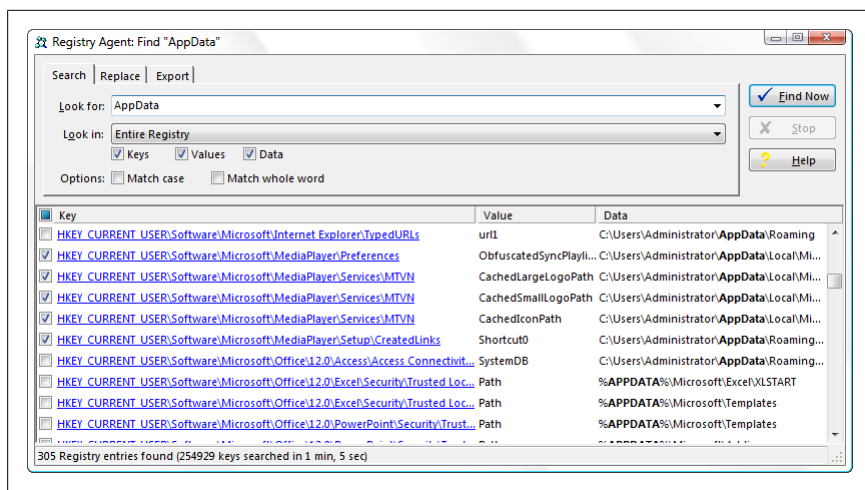 Registry Agent: Find "AppData"
Search Replace Export
Look for: AppData
Find Now
Look in: Entire Registry
Stop
Keys Values Data
Help
Options: Match case Match whole word
Key Value Data
HKEY_CURRENT_USER\Software\Microsoft\Internet Explorer\TypedURLs url1 C:\Users\Administrator\AppData\Roaming
HKEY_CURRENT_USER\Software\Microsoft\MediaPlayer\Preferences ObfuscatedSyncPlayli... C:\Users\Administrator\AppData\Local\Mi...
HKEY_CURRENT_USER\Software\Microsoft\MediaPlayer\Services\MTVN CachedLargeLogoPath C:\Users\Administrator\AppData\Local\Mi...
HKEY_CURRENT_USER\Software\Microsoft\MediaPlayer\Services\MTVN CachedSmallLogoPath C:\Users\Administrator\AppData\Local\Mi...
HKEY_CURRENT_USER\Software\Microsoft\MediaPlayer\Services\MTVN CachedIconPath C:\Users\Administrator\AppData\Local\Mi...
HKEY_CURRENT_USER\Software\Microsoft\MediaPlayer\Setup\CreatedLinks Shortcut0 C:\Users\Administrator\AppData\Roaming...
HKEY_CURRENT_USER\Software\Microsoft\Office\12.0\Access\Access Connectivit... SystemDB C:\Users\Administrator\AppData\Roaming...
HKEY_CURRENT_USER\Software\Microsoft\Office\12.0\Excel\Security\Trusted Loc... Path %APPDATA%\Microsoft\Excel\XLSTART
HKEY_CURRENT_USER\Software\Microsoft\Office\12.0\Excel\Security\Trusted Loc... Path %APPDATA%\Microsoft\Templates
HKEY_CURRENT_USER\Software\Microsoft\Office\12.0\PowerPoint\Security\Trust... Path %APPDATA%\Microsoft\Templates
305 Registry entries found (254929 keys searched in 1 min, 5 sec)